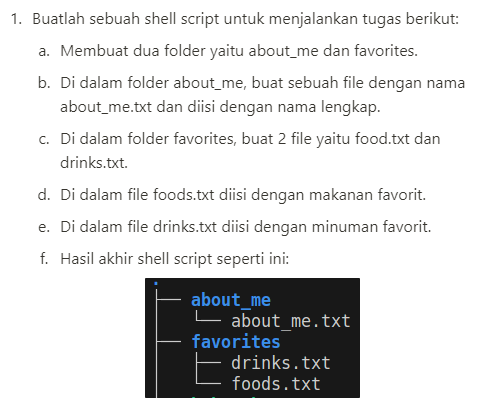 1. Buatlah sebuah shell script untuk menjalankan tugas berikut:
a. Membuat dua folder yaitu about_me dan favorites.
b. Di dalam folder about_me, buat sebuah file dengan nama
about_me.txt dan diisi dengan nama lengkap.
c. Di dalam folder favorites, buat 2 file yaitu food.txt dan
drinks.txt.
d. Di dalam file foods.txt diisi dengan makanan favorit.
e. Di dalam file drinks.txt diisi dengan minuman favorit.
f. Hasil akhir shell script seperti ini:
.
├── about_me
│   └── about_me.txt
├── favorites
│   ├── drinks.txt
│   └── foods.txt